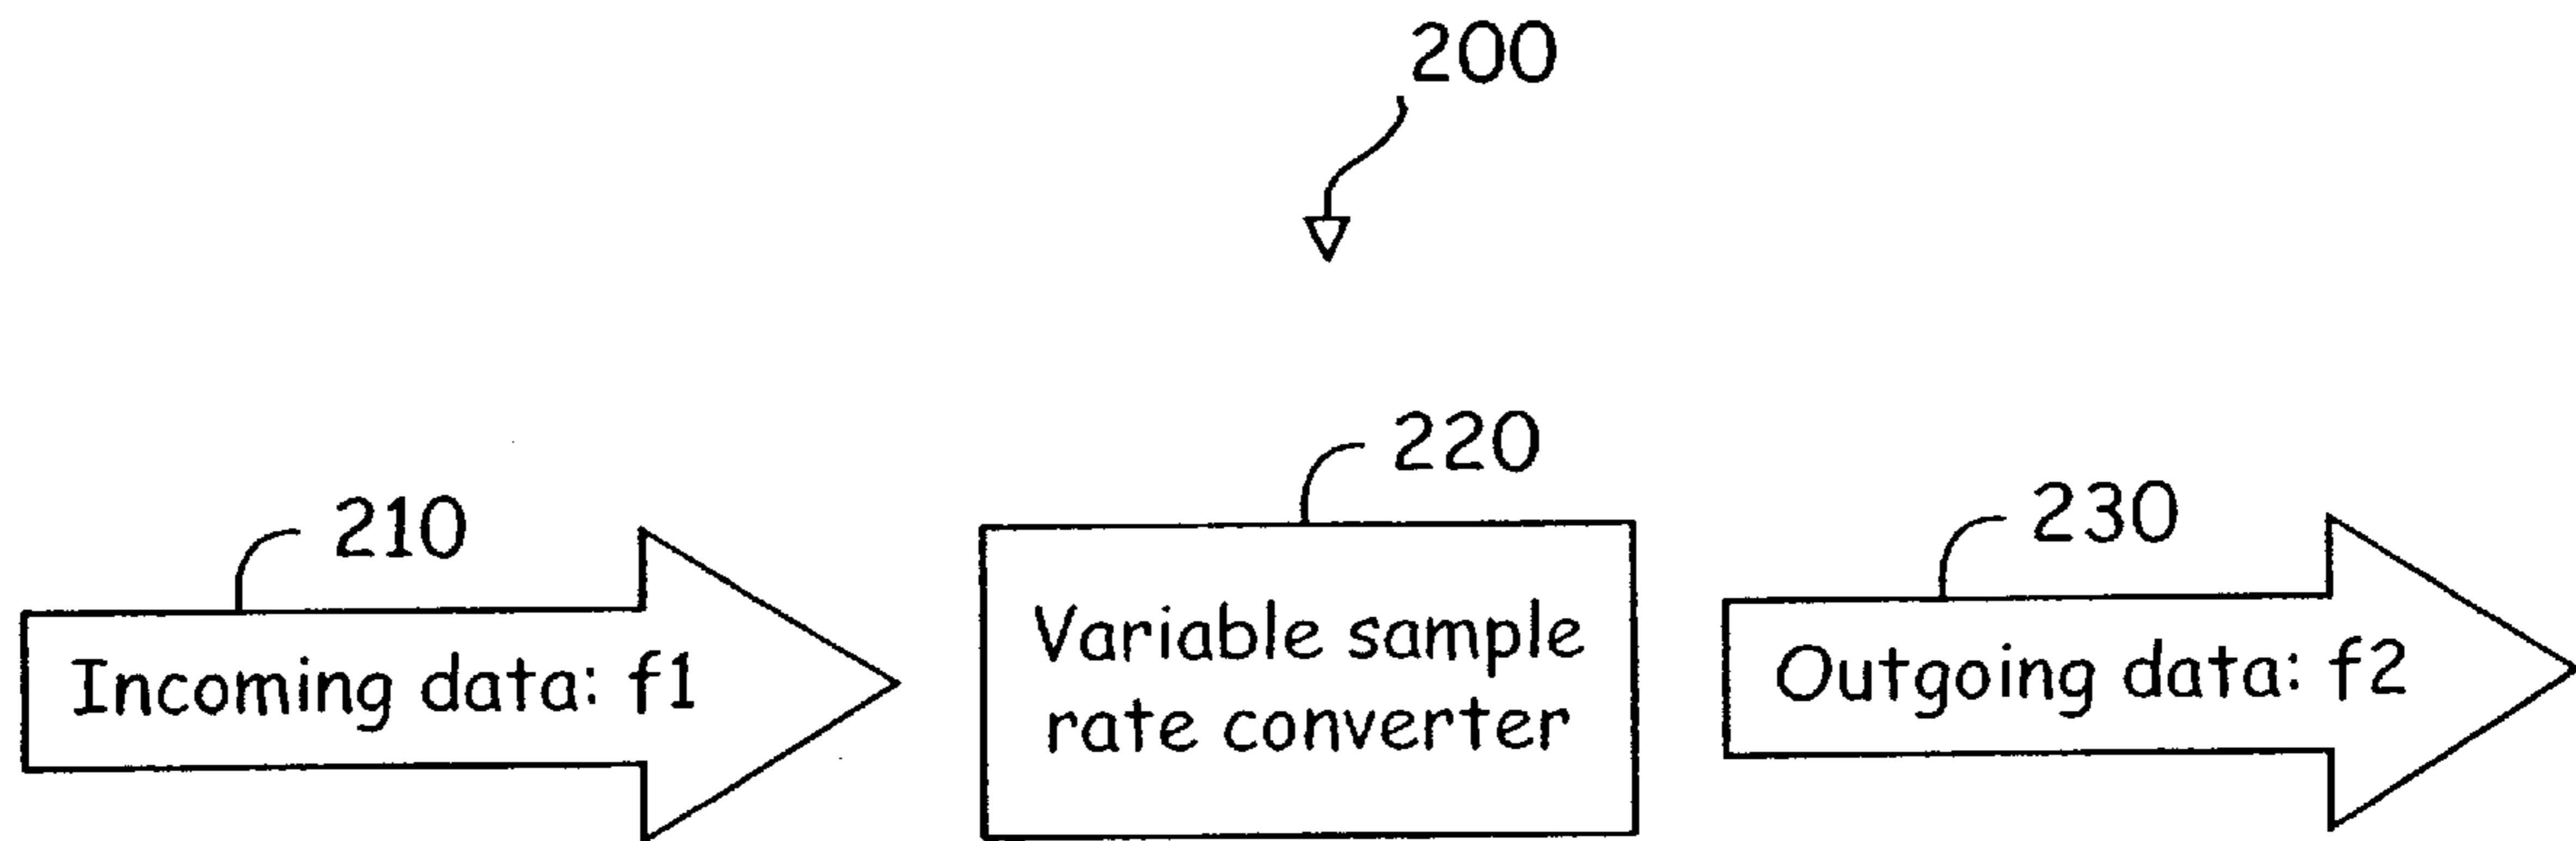 200
210
220
230
Incoming data: f1
Variable sample
rate converter
Outgoing data: f2